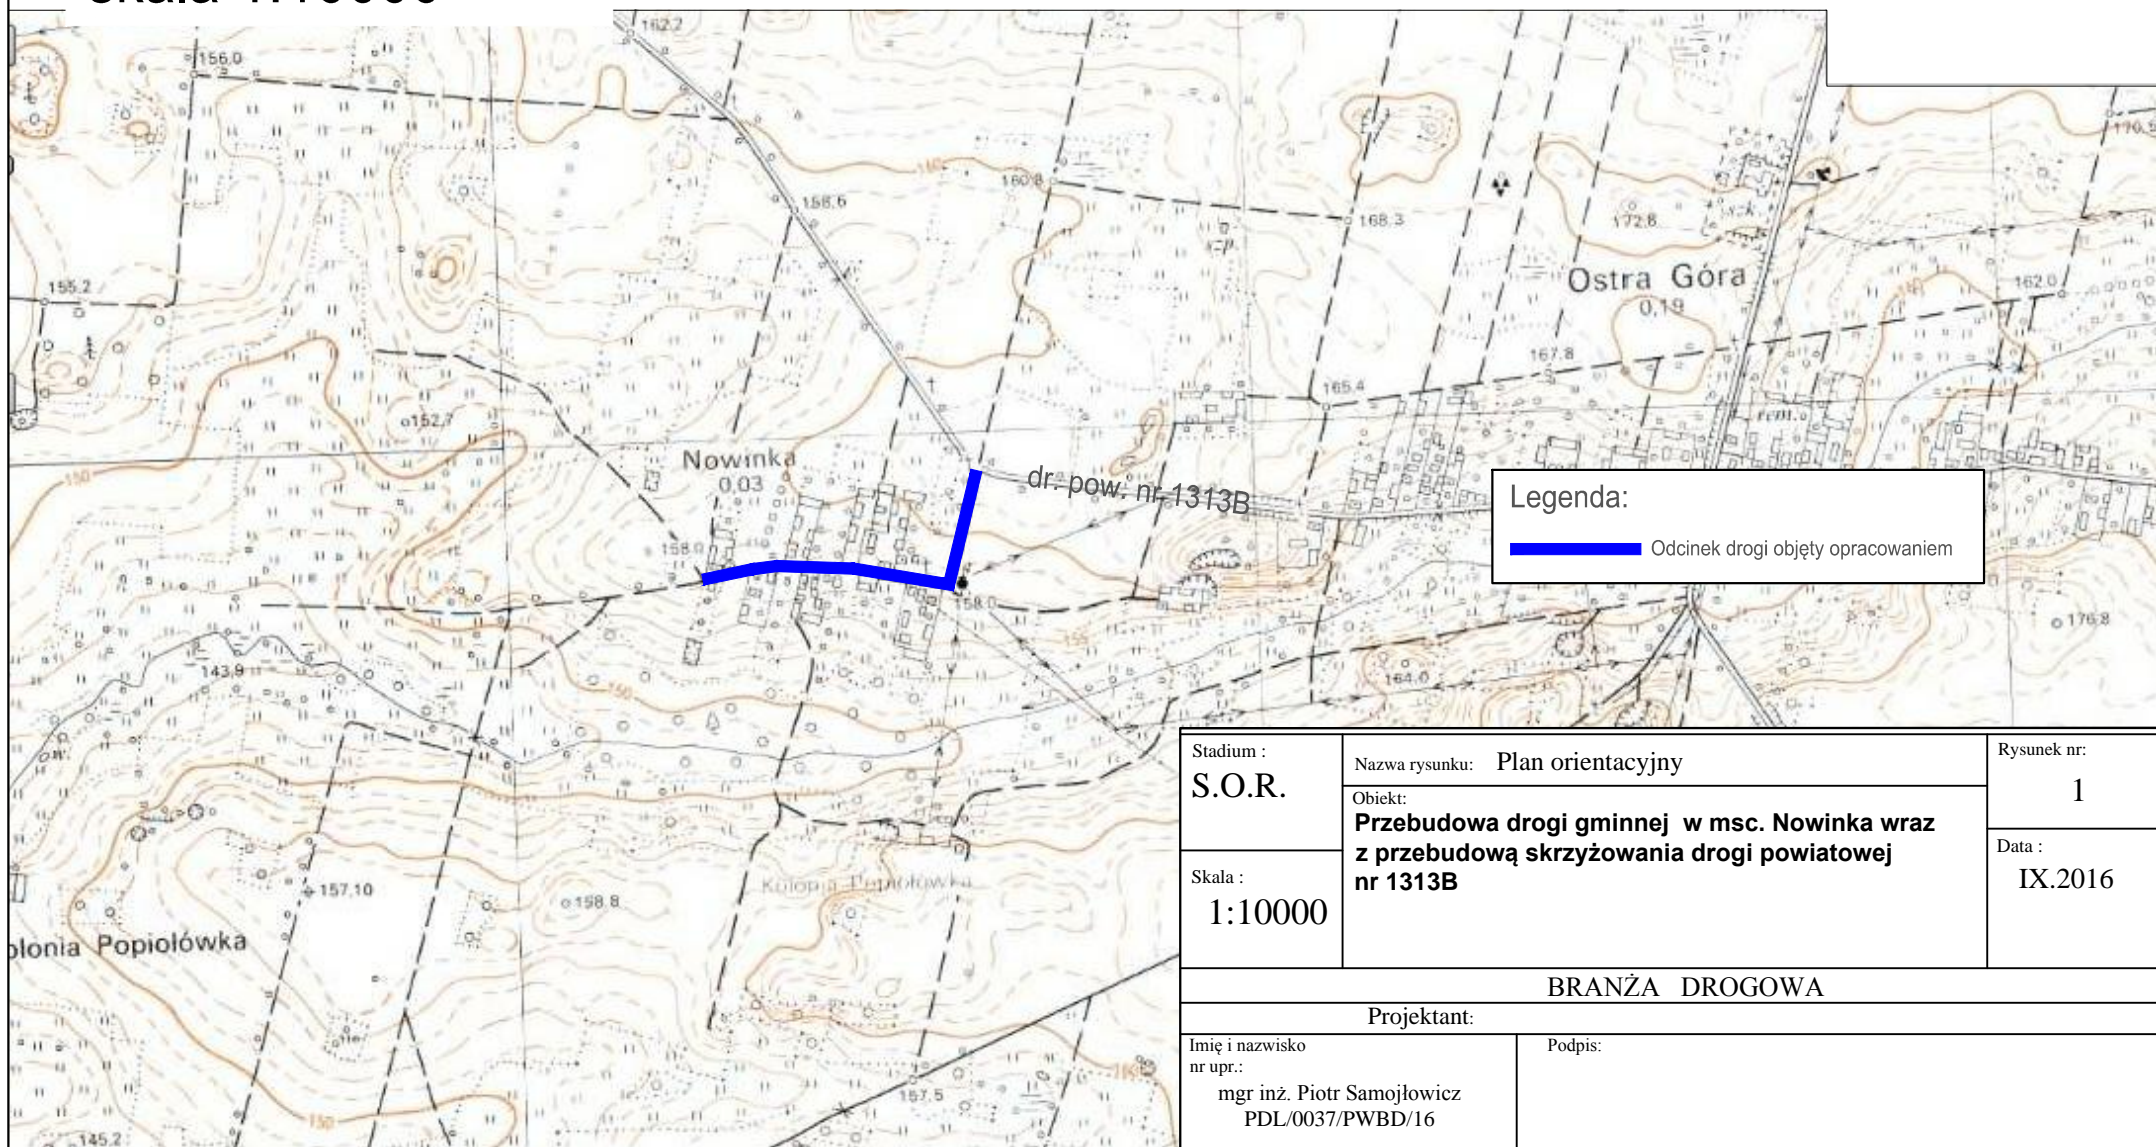 162.2
156.0
170.5
160.8
158.6
168.3
172.8
155.2
Ostra Góra
0,19
162.0
167.8
165.4
152.7
rem.
Nowinka
0.03
150
dr. pow. nr 1313B
Legenda:
Odcinek drogi objęty opracowaniem
158.0
158.0
155
176.8
143.9
150
164.0
Stadium :
S.O.R.
Nazwa rysunku: Plan orientacyjny
Rysunek nr:
1
Obiekt:
Przebudowa drogi gminnej w msc. Nowinka wraz
z przebudową skrzyżowania drogi powiatowej
nr 1313B
Skala :
1:10000
Data :
IX.2016
157,10
158.8
Kolonia Popiołówka
olonia Popiołówka
BRANŻA DROGOWA
Projektant:
Imię i nazwisko
nr upr.:
mgr inż. Piotr Samojłowicz
PDL/0037/PWBD/16
Podpis:
157.5
150
145.2